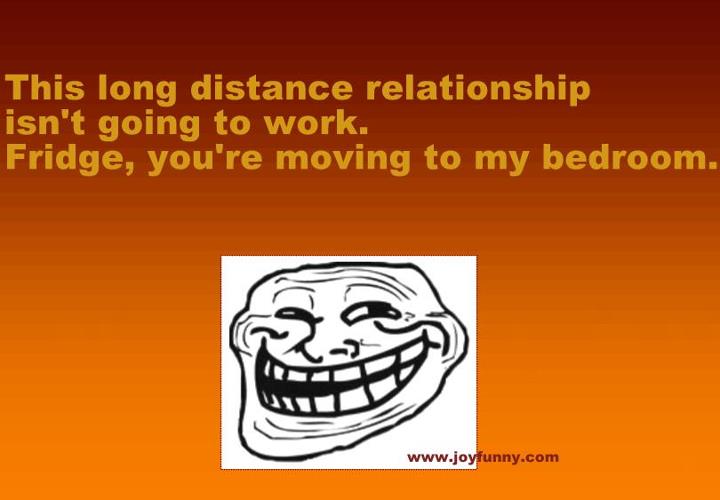 This long distance relationship
isn't going to work.
Fridge, you're moving to my bedroom.
www.joyfunny.com